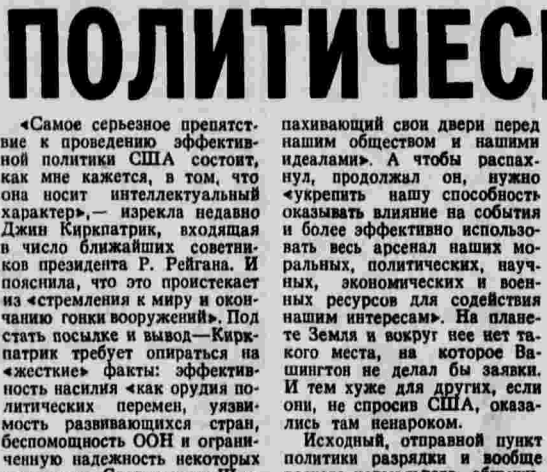 ПОЛИТИЧЕС
«Самое серьезное препятст-
вие к проведению эффектив-
ной политики США состоит,
как мне кажется, в том, что
она носит интеллектуальный
характер»,— изрекла недавно
Джин Киркпатрик, входящая
в число ближайших советни-
ков президента Р. Рейгана. И
пояснила, что это проистекает
из «стремления к миру и окон-
чанию гонки вооружений». Под
стать посылке и вывод—Кирк-
патрик требует опираться на
«жесткие» факты: эффектив-
ность насилия «как орудия по-
литических перемен, уязви-
мость развивающихся стран,
беспомощность ООН и ограни-
ченную надежность некоторых
пахивающий свои двери перед
нашим обществом и нашими
идеалами». А чтобы распах-
нул, продолжал он, нужно
«укрепить нашу способность
оказывать влияние на события
и более эффективно использо-
вать весь арсенал наших мо-
ральных, политических, науч-
ных, экономических и воен-
ных ресурсов для содействия
нашим интересам». На плане-
те Земля и вокруг нее нет та-
кого места, на которое Ва-
шингтон не делал бы заявки.
И тем хуже для других, если
они, не спросив США, оказа-
лись там ненароком.
Исходный, отправной пункт
политики разрядки и вообще